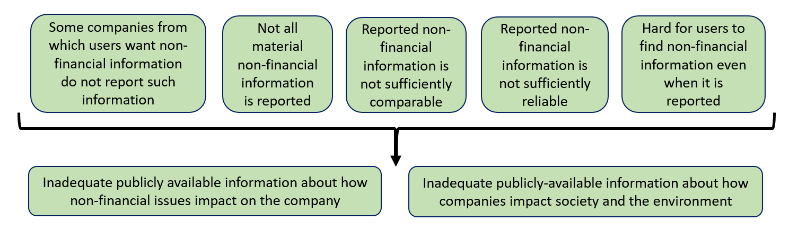 Some companies from
which users want non-
financial information
do not report such
information
Not all
material
non-financial
information
is reported
Reported non-
financial
information is
not sufficiently
comparable
Reported non-
financial
information is
not sufficiently
reliable
Hard for users to
find non-financial
information even
when it is
reported
Inadequate publicly available information about how
non-financial issues impact on the company
Inadequate publicly-available information about how
companies impact society and the environment